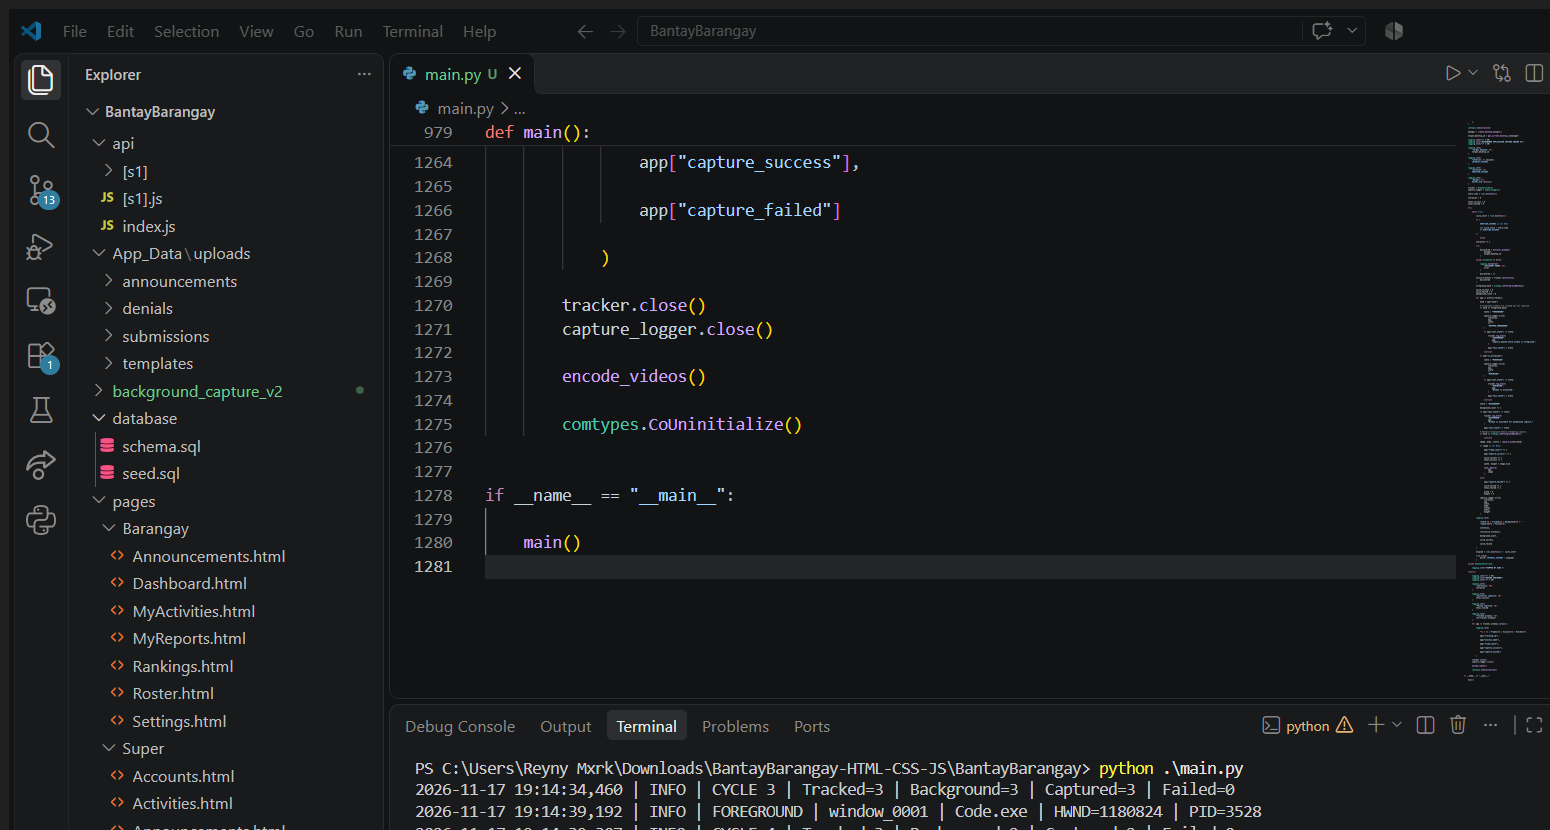 File Edit Selection View Go Run Terminal Help
BantayBarangay
Explorer
BantayBarangay
api
[s1]
JS [s1].js
JS index.js
App_Data\uploads
announcements
denials
submissions
templates
background_capture_v2
database
schema.sql
seed.sql
pages
Barangay
Announcements.html
Dashboard.html
MyActivities.html
MyReports.html
Rankings.html
Roster.html
Settings.html
Super
Accounts.html
Activities.html
13
1
main.py U
main.py > ...
979 def main():
1264 app["capture_success"],
1265
1266 app["capture_failed"]
1267
1268 )
1269
1270 tracker.close()
1271 capture_logger.close()
1272
1273 encode_videos()
1274
1275 comtypes.CoUninitialize()
1276
1277
1278 if __name__ == "__main__":
1279
1280 main()
1281
Debug Console Output Terminal Problems Ports
python
PS C:\Users\Reyny Mxrk\Downloads\BantayBarangay-HTML-CSS-JS\BantayBarangay> python .\main.py
2026-11-17 19:14:34,460 | INFO | CYCLE 3 | Tracked=3 | Background=3 | Captured=3 | Failed=0
2026-11-17 19:14:39,192 | INFO | FOREGROUND | window_0001 | Code.exe | HWND=1180824 | PID=3528